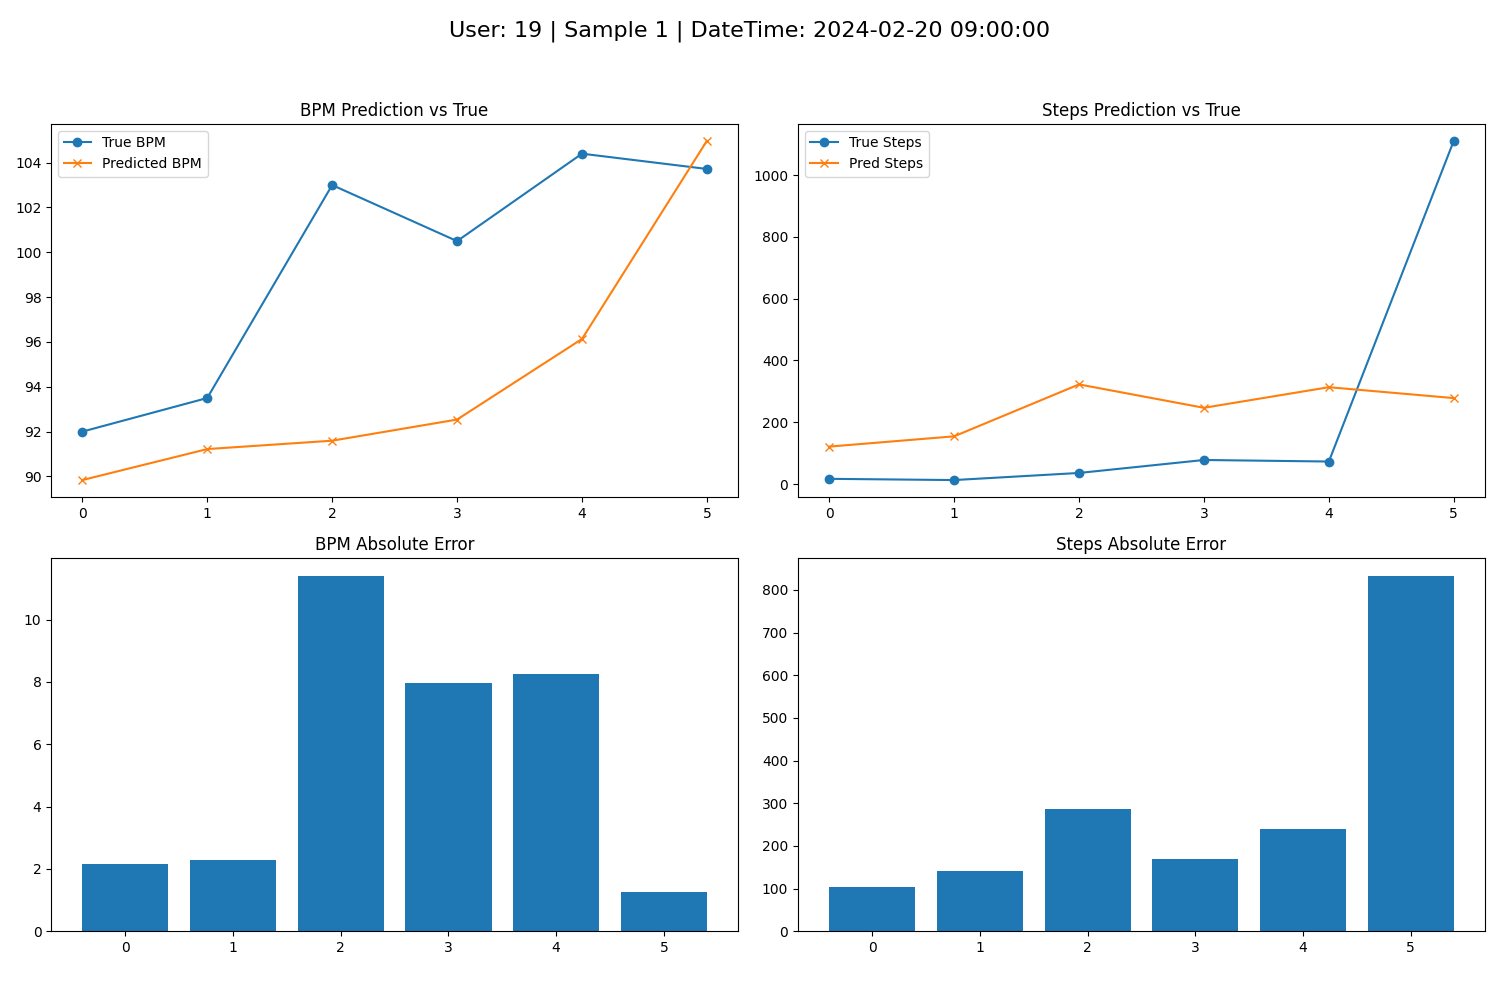 User: 19 | Sample 1 | DateTime: 2024-02-20 09:00:00
BPM Prediction vs True
True BPM
Predicted BPM
104
102
100
98
96
94
92
90
0 1 2 3 4 5
Steps Prediction vs True
True Steps
Pred Steps
1000
800
600
400
200
0
0 1 2 3 4 5
BPM Absolute Error
10
8
6
4
2
0
0 1 2 3 4 5
Steps Absolute Error
800
700
600
500
400
300
200
100
0
0 1 2 3 4 5